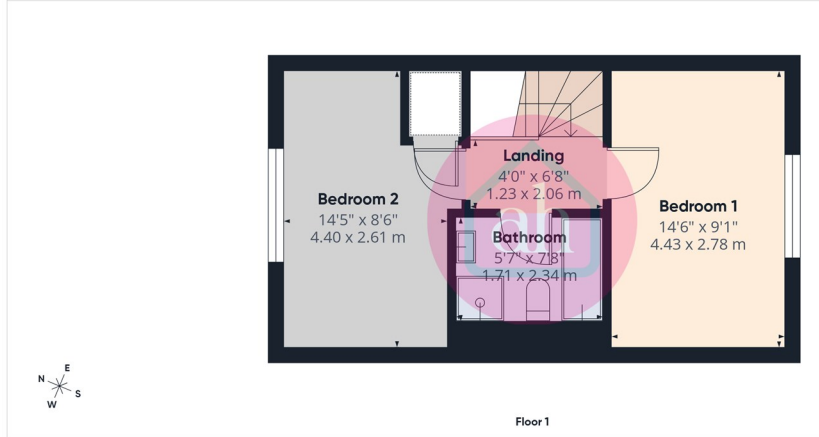 Landing
4'0" x 6'8"
1.23 x 2.06 m
Bedroom 2
14'5" x 8'6"
4.40 x 2.61 m
Bedroom 1
14'6" x 9'1"
4.43 x 2.78 m
ah
Bathroom
5'7" x 7'8"
1.71 x 2.34 m
N
E
S
W
Floor 1